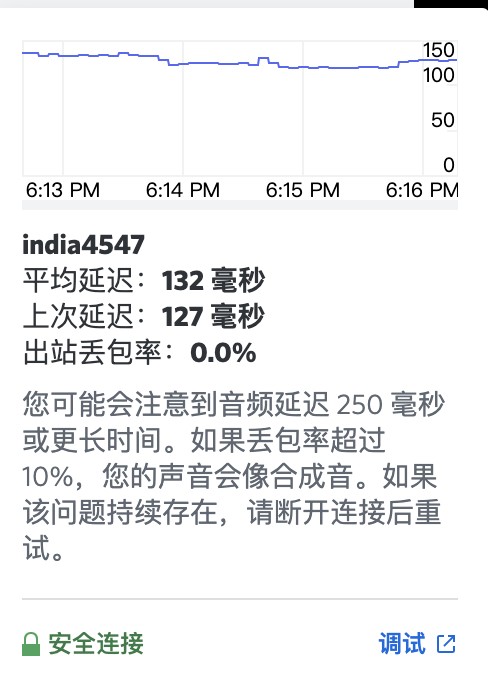 150
100
50
0
6:13 PM 6:14 PM 6:15 PM 6:16 PM
india4547
平均延迟：132 毫秒
上次延迟：127 毫秒
出站丢包率：0.0%
您可能会注意到音频延迟 250 毫秒
或更长时间。如果丢包率超过
10%，您的声音会像合成音。如果
该问题持续存在，请断开连接后重
试。
安全连接 调试